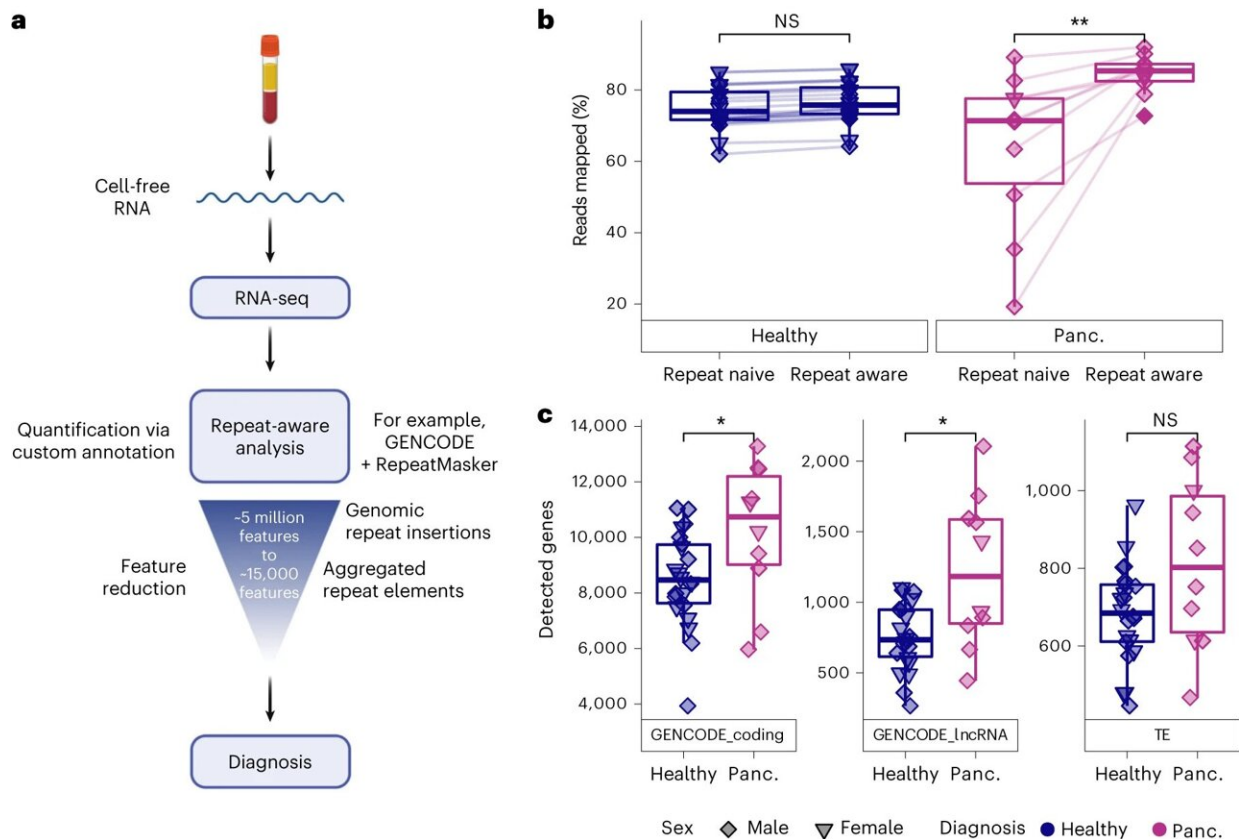 a
Cell-free
RNA
RNA-seq
Quantification via
custom annotation
Repeat-aware
analysis
For example,
GENCODE
+ RepeatMasker
Feature
reduction
~5 million
features
to
~15,000
features
Genomic
repeat insertions
Aggregated
repeat elements
Diagnosis
b
NS
**
Reads mapped (%)
80
60
40
20
Healthy
Panc.
Repeat naive
Repeat aware
Repeat naive
Repeat aware
c
Detected genes
*
14,000
12,000
10,000
8,000
6,000
4,000
GENCODE_coding
Healthy
Panc.
*
2,000
1,500
1,000
500
GENCODE_lncRNA
Healthy
Panc.
NS
1,000
800
600
TE
Healthy
Panc.
Sex Male Female Diagnosis Healthy Panc.